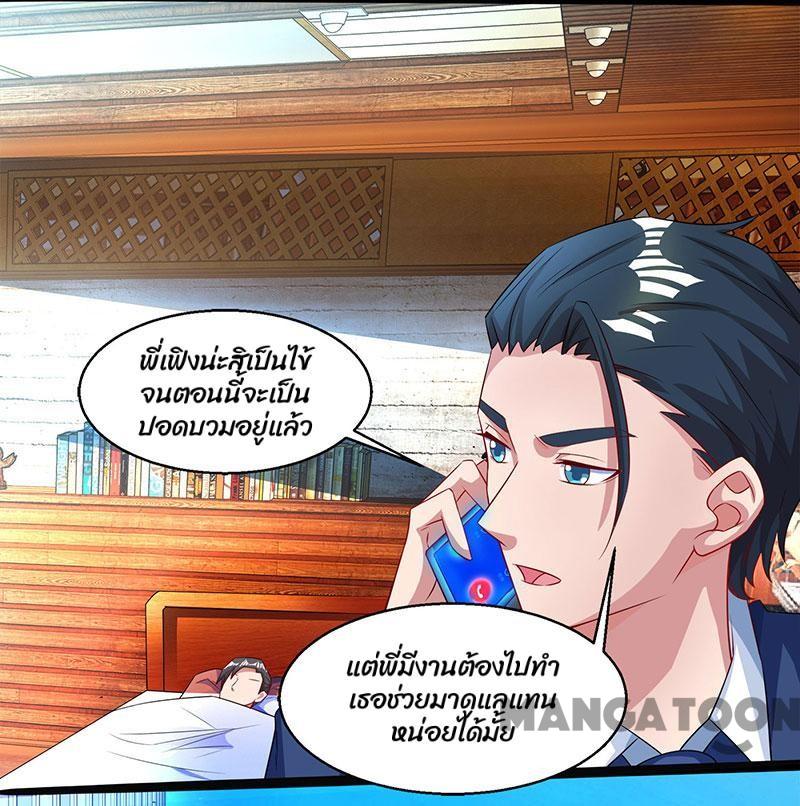 พี่เฟิงน่ะสิเป็นไข้
จนตอนนี้จะเป็น
ปอดบวมอยู่แล้ว
แต่พี่มีงานต้องไปทำ
เธอช่วยมาดูแลแทน
หน่อยได้มั้ย
MANGATOON